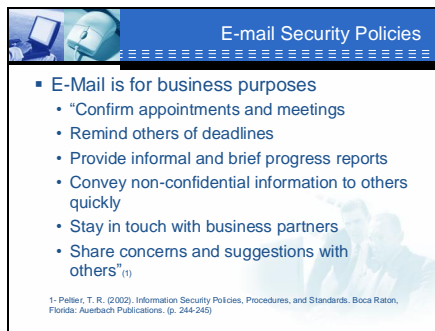 E-mail Security Policies
▪ E-Mail is for business purposes
• “Confirm appointments and meetings
• Remind others of deadlines
• Provide informal and brief progress reports
• Convey non-confidential information to others
quickly
• Stay in touch with business partners
• Share concerns and suggestions with
others”(1)
1- Peltier, T. R. (2002). Information Security Policies, Procedures, and Standards. Boca Raton,
Florida: Auerbach Publications. (p. 244-245)